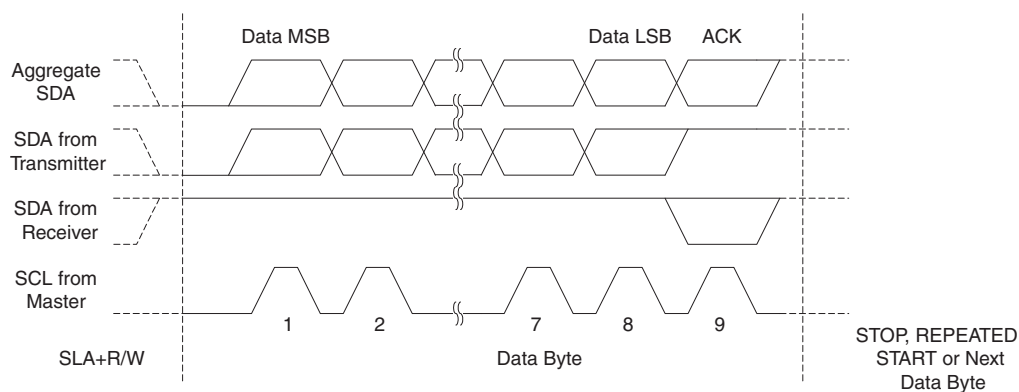 Data MSB
Data LSB
ACK
Aggregate
SDA
SDA from
Transmitter
SDA from
Receiver
SCL from
Master
1
2
7
8
9
SLA+R/W
Data Byte
STOP, REPEATED
START or Next
Data Byte